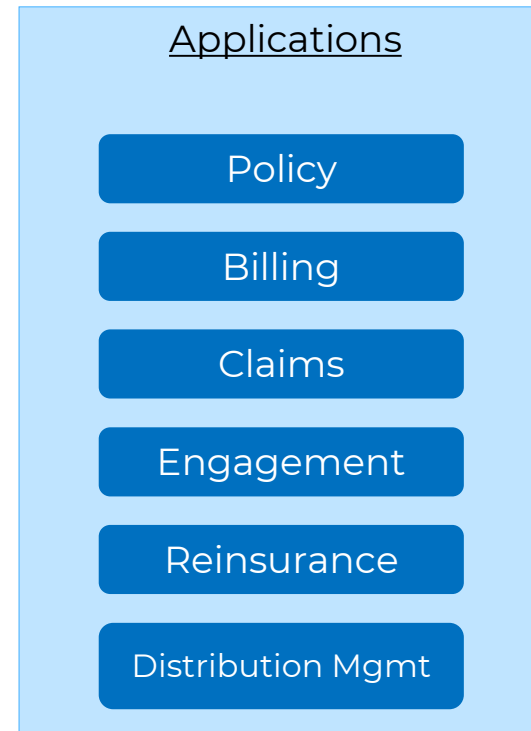 Applications
Policy
Billing
Claims
Engagement
Reinsurance
Distribution Mgmt